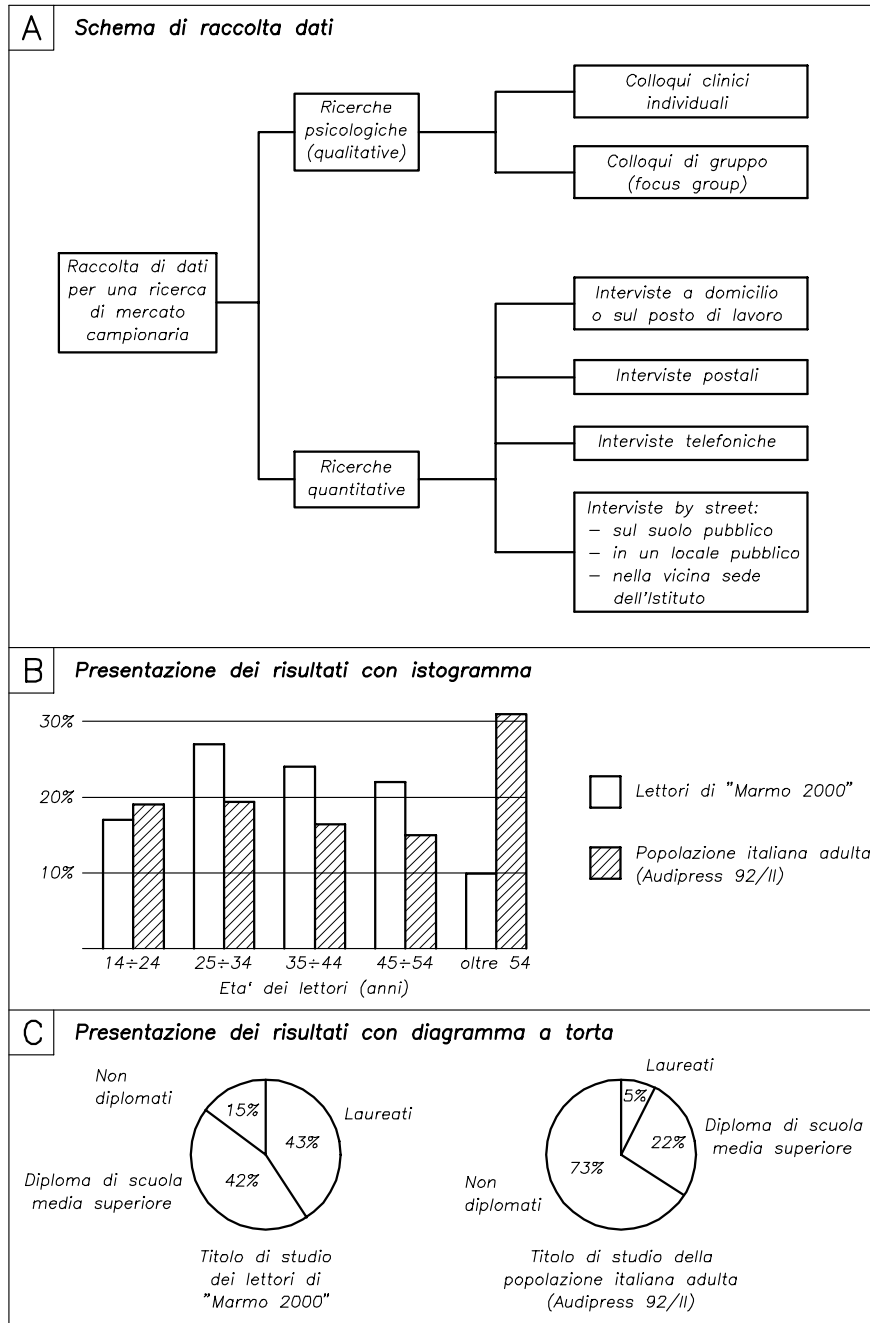 A Schema di raccolta dati
Raccolta di dati
per una ricerca
di mercato
campionaria
Ricerche
psicologiche
(qualitative)
Colloqui clinici
individuali
Colloqui di gruppo
(focus group)
Ricerche
quantitative
Interviste a domicilio
o sul posto di lavoro
Interviste postali
Interviste telefoniche
Interviste by street:
– sul suolo pubblico
– in un locale pubblico
– nella vicina sede
dell'Istituto
B Presentazione dei risultati con istogramma
30%
20%
10%
14÷24 25÷34 35÷44 45÷54 oltre 54
Eta' dei lettori (anni)
Lettori di "Marmo 2000"
Popolazione italiana adulta
(Audipress 92/II)
C Presentazione dei risultati con diagramma a torta
Non
diplomati
15%
Laureati
43%
Diploma di scuola
media superiore
42%
Titolo di studio
dei lettori di
"Marmo 2000"
Laureati
5%
Diploma di scuola
media superiore
22%
Non
diplomati
73%
Titolo di studio della
popolazione italiana adulta
(Audipress 92/II)